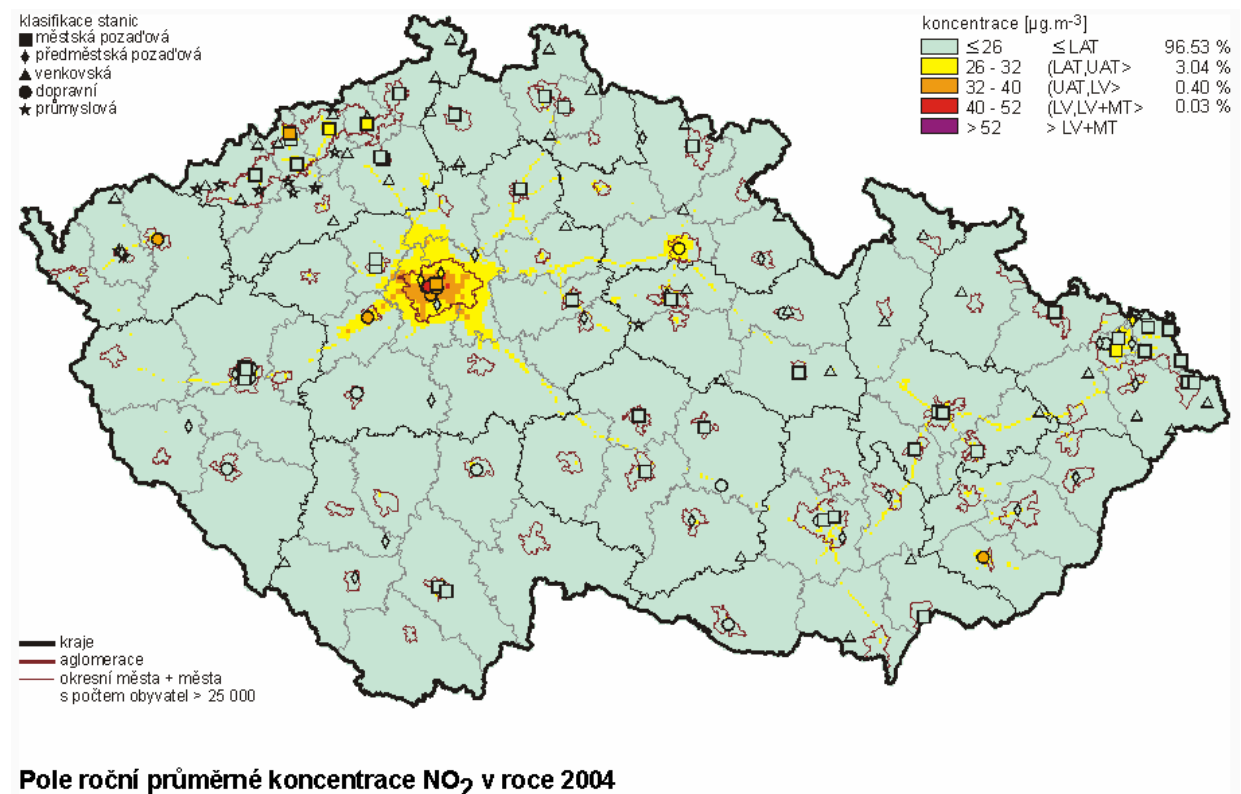 klasifikace stanic
městská pozaďová
předměstská pozaďová
venkovská
dopravní
průmyslová
koncentrace [µg.m-3]
≤26 ≤LAT 96.53 %
26 - 32 (LAT,UAT> 3.04 %
32 - 40 (UAT,LV> 0.40 %
40 - 52 (LV,LV+MT> 0.03 %
> 52 > LV+MT
kraje
aglomerace
okresní města + města
s počtem obyvatel > 25 000
Pole roční průměrné koncentrace NO2 v roce 2004